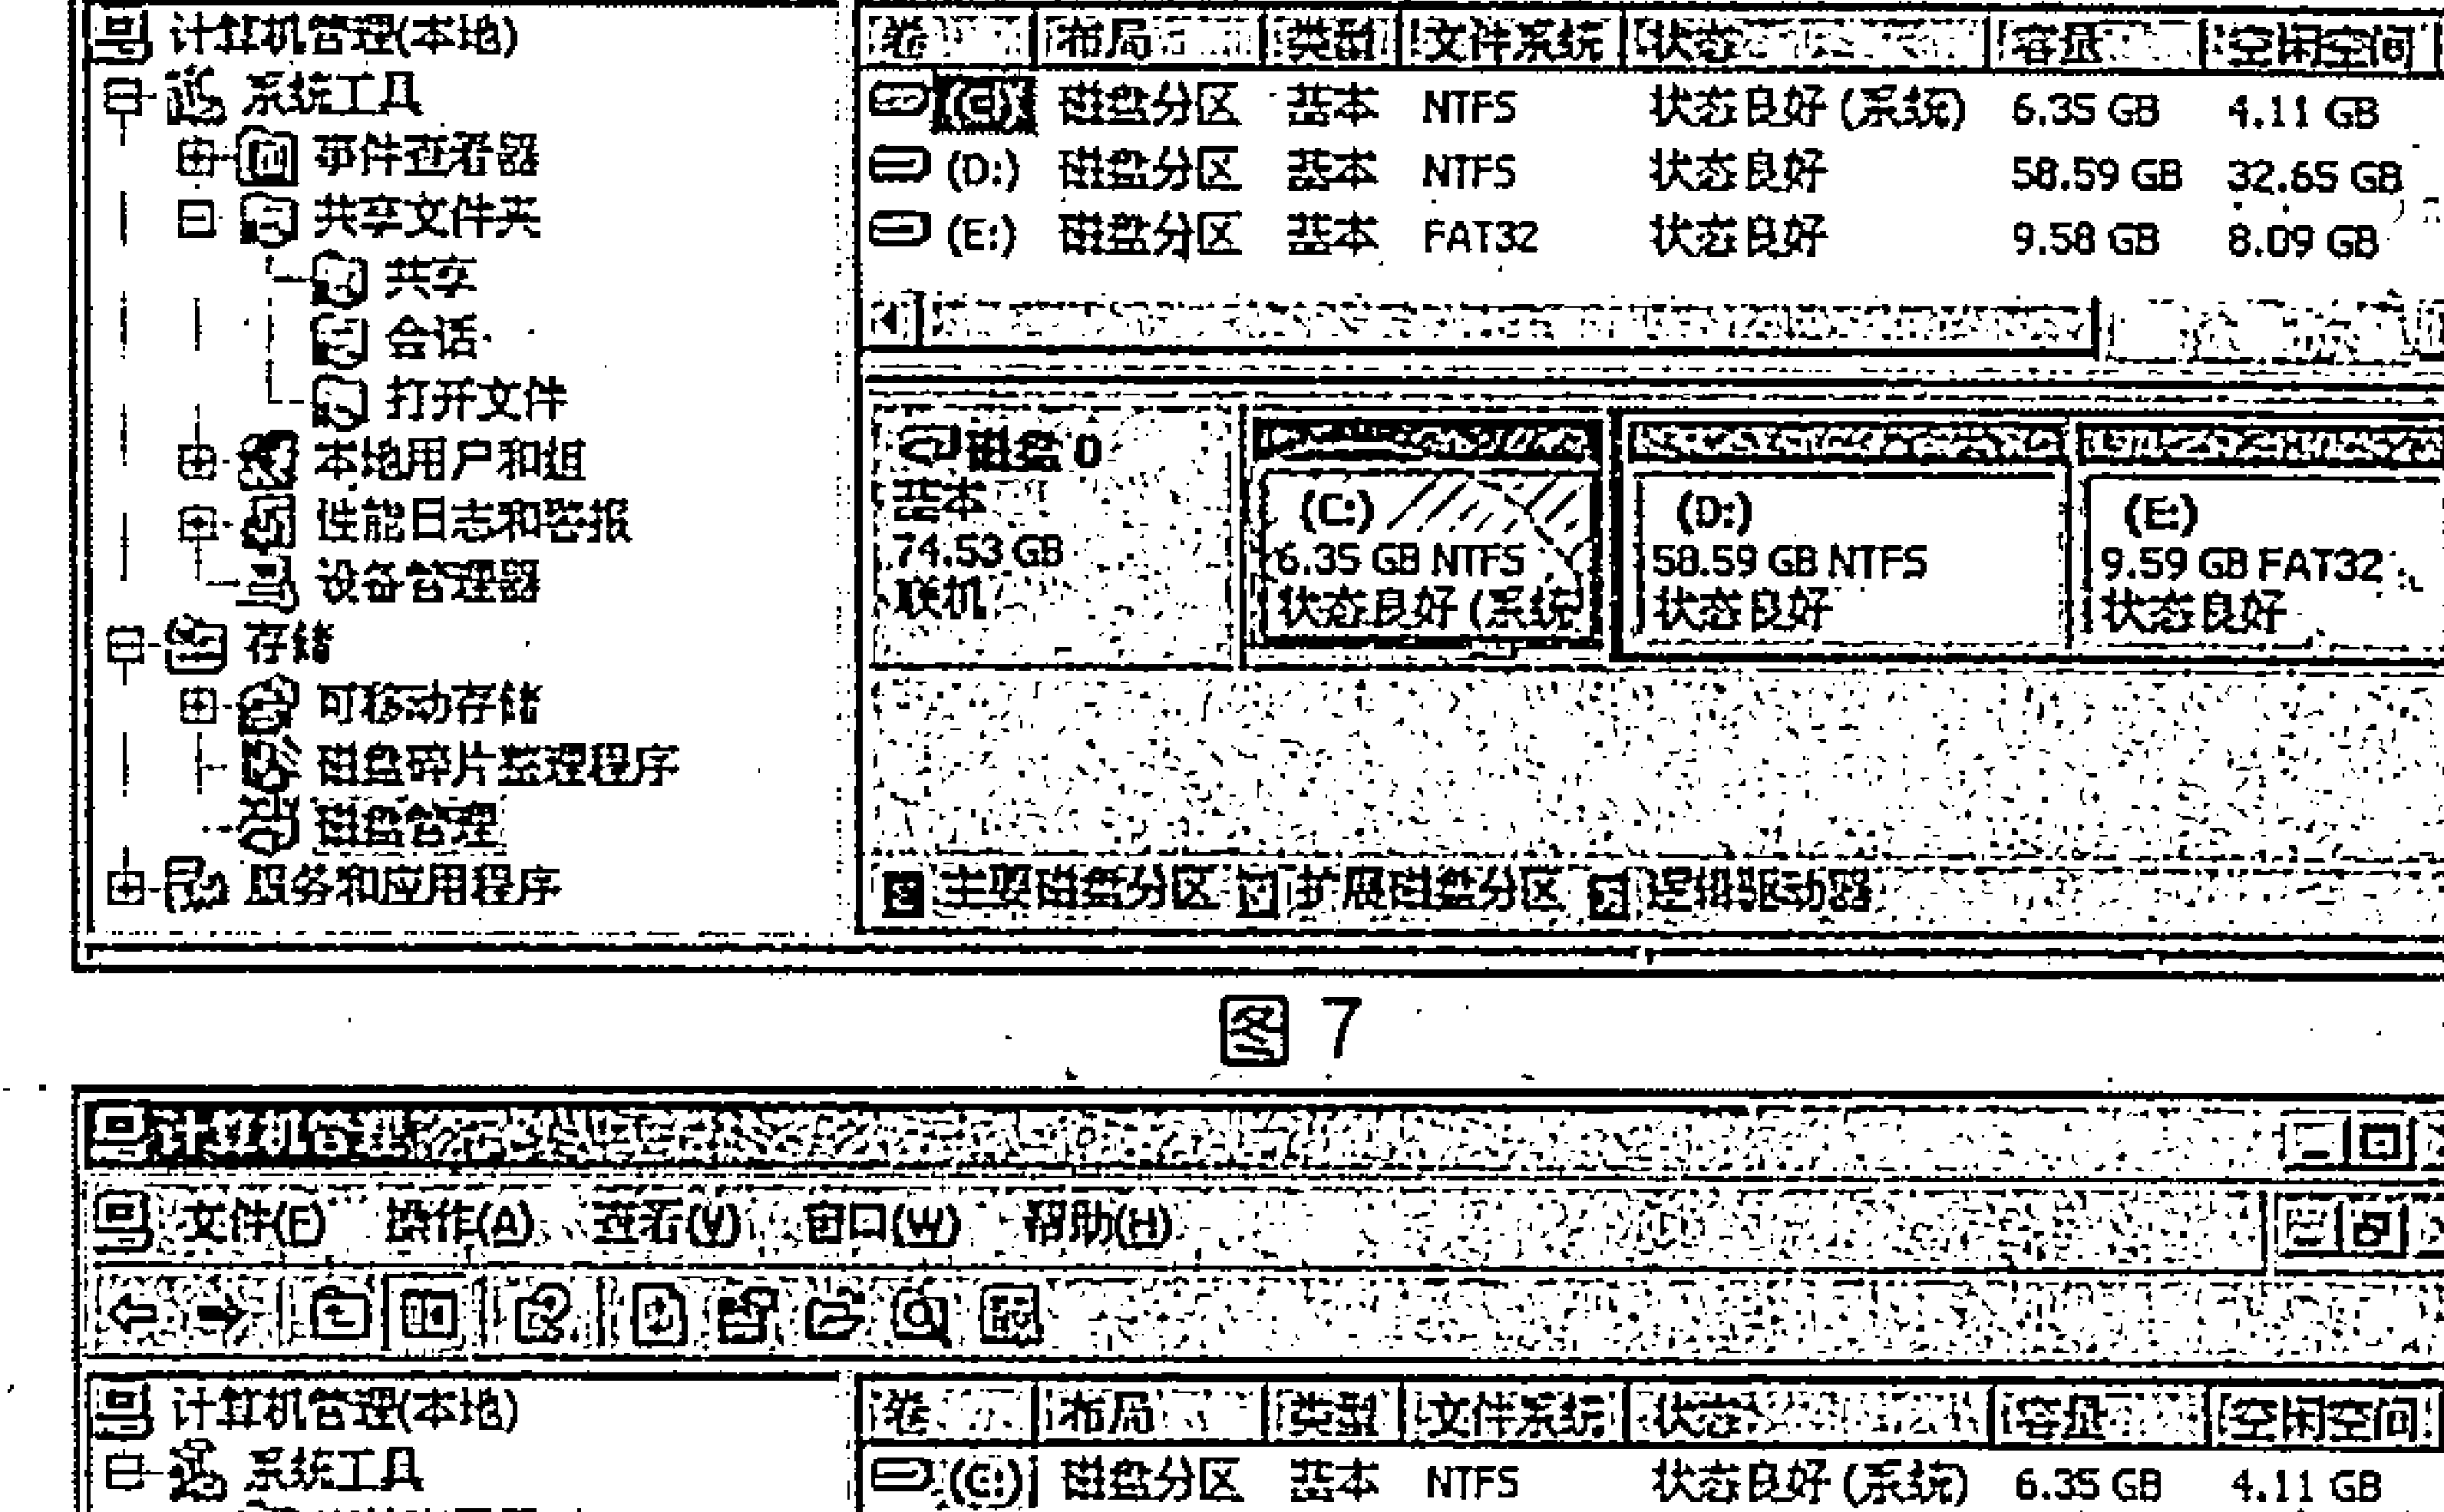 计算机管理(本地)
系统工具
事件查看器
共享文件夹
共享
会话
打开文件
本地用户和组
性能日志和警报
设备管理器
存储
可移动存储
磁盘碎片整理程序
磁盘管理
服务和应用程序
卷 布局 类型 文件系统 状态 容量 空闲空间
(C:) 磁盘分区 基本 NTFS 状态良好 (系统) 6.35 GB 4.11 GB
(D:) 磁盘分区 基本 NTFS 状态良好 58.59 GB 32.65 GB
(E:) 磁盘分区 基本 FAT32 状态良好 9.58 GB 8.09 GB
磁盘 0
基本
74.53 GB
联机
(C:)
6.35 GB NTFS
状态良好 (系统
(D:)
58.59 GB NTFS
状态良好
(E:)
9.59 GB FAT32
状态良好
主要磁盘分区 扩展磁盘分区 逻辑驱动器
图 7
计算机管理
文件(F) 操作(A) 查看(V) 窗口(W) 帮助(H)
计算机管理(本地)
系统工具
卷 布局 类型 文件系统 状态 容量 空闲空间
(C:) 磁盘分区 基本 NTFS 状态良好 (系统) 6.35 GB 4.11 GB